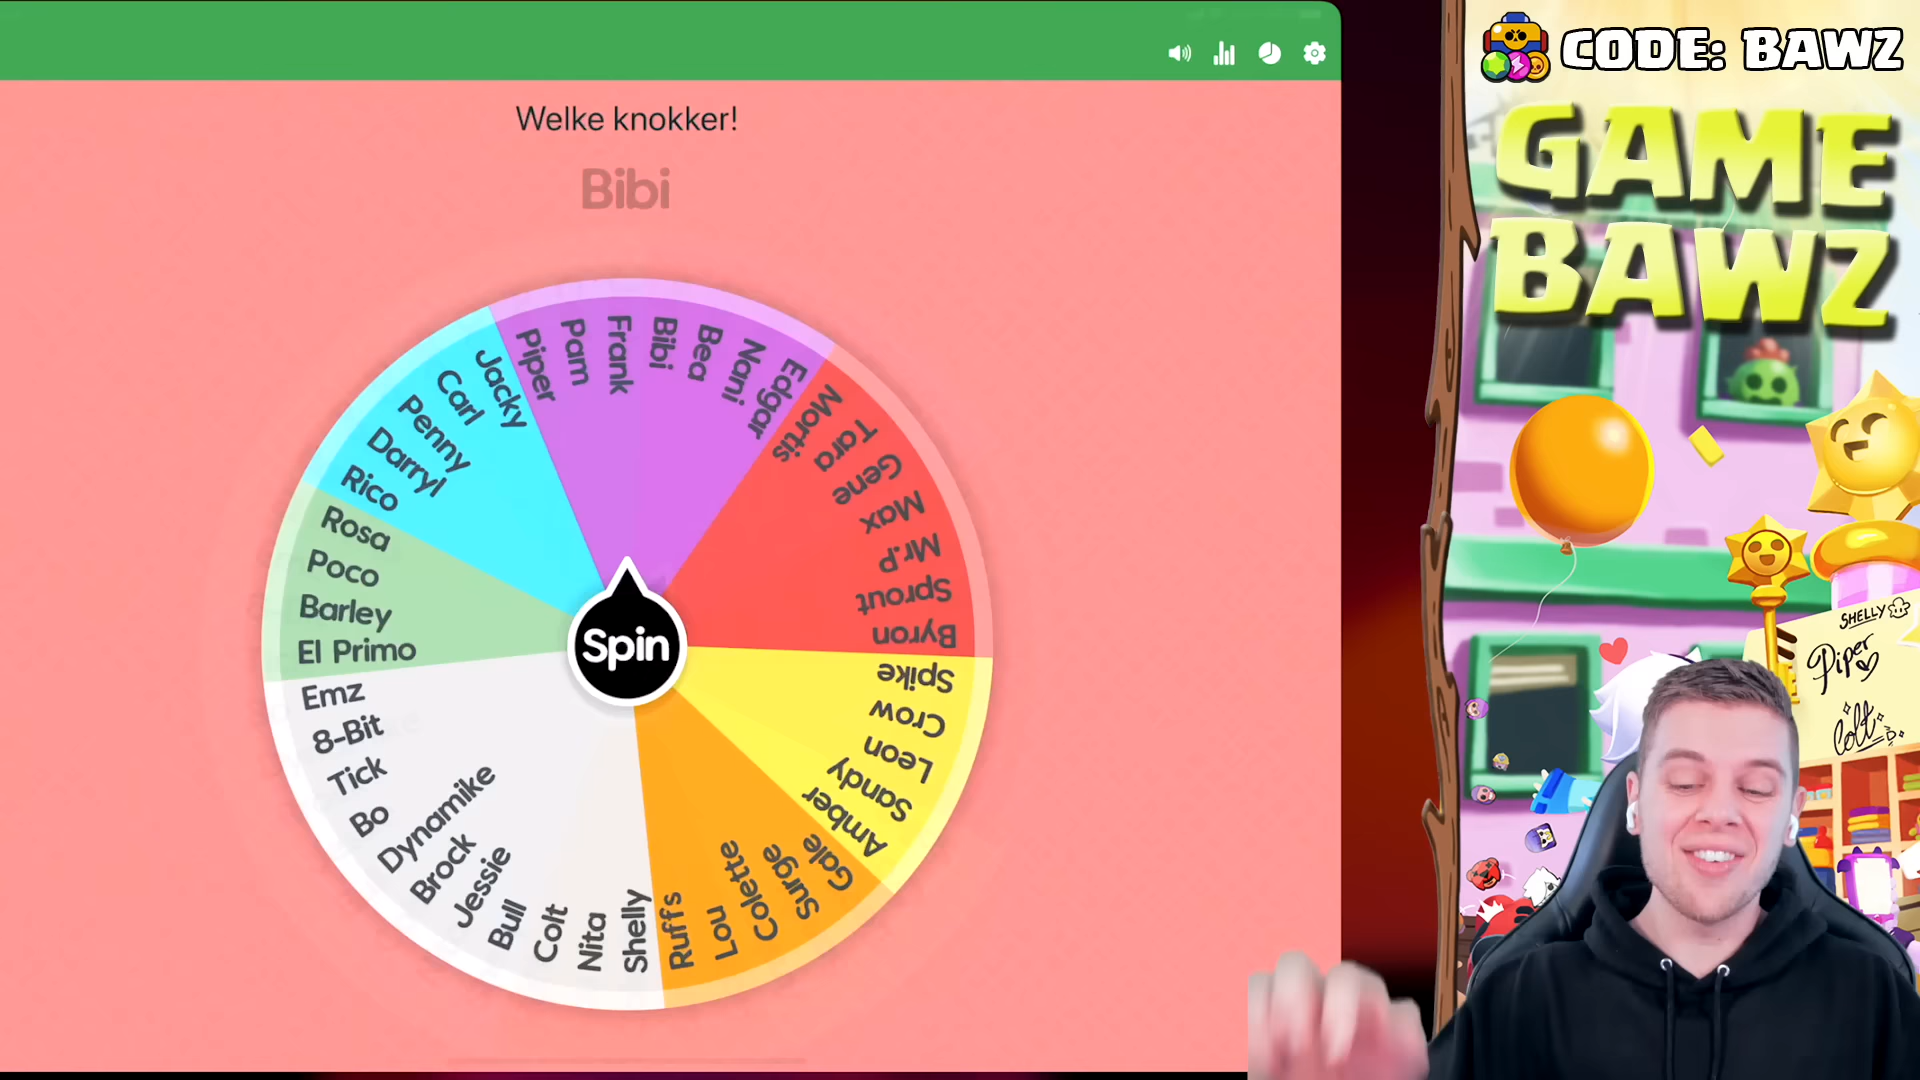 CODE: BAWZ
GAME
BAWZ
Welke knokker!
Bibi
Piper
Pam
Frank
Bibi
Bea
Nani
Edgar
Mortis
Tara
Gene
Max
Mr.P
Sprout
Byron
Spike
Crow
Leon
Sandy
Amber
Gale
Surge
Colette
Lou
Ruffs
Shelly
Nita
Colt
Bull
Jessie
Brock
Dynamike
Bo
Tick
8-Bit
Emz
El Primo
Barley
Poco
Rosa
Rico
Darryl
Penny
Carl
Jacky
Spin
SHELLY
Piper
Colt